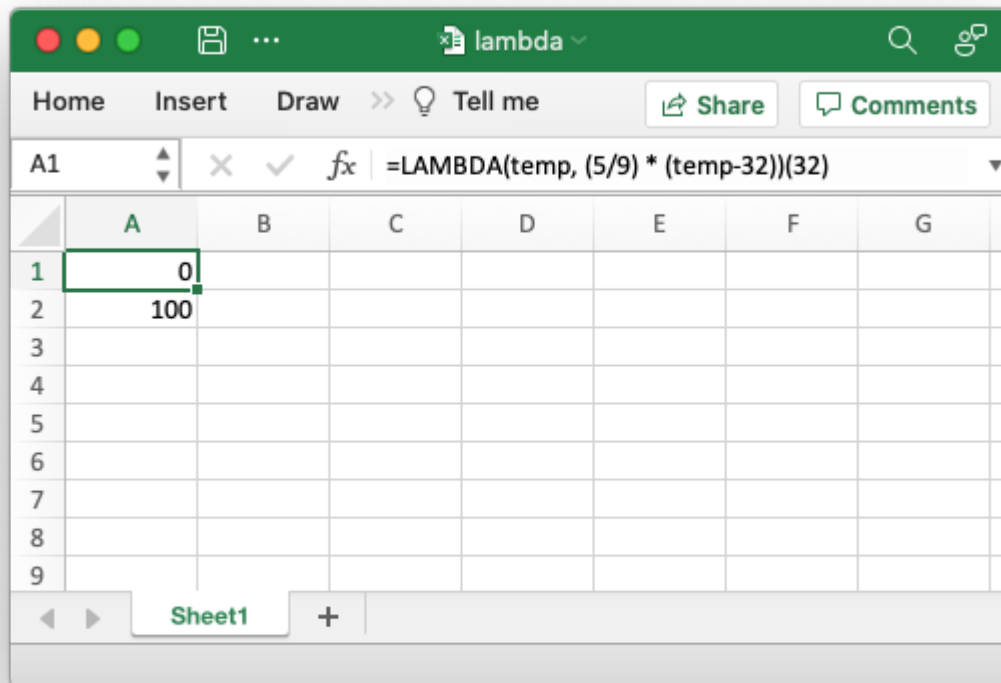 lambda
Home Insert Draw Tell me Share Comments
A1 fx =LAMBDA(temp, (5/9) * (temp-32))(32)
A B C D E F G
1 0
2 100
3
4
5
6
7
8
9
Sheet1 +